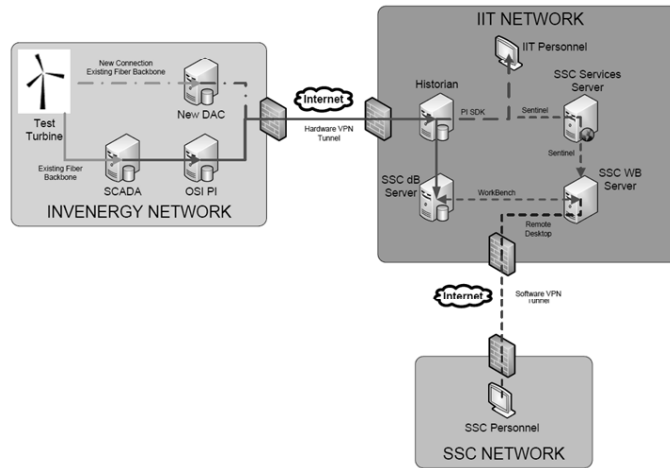 IIT NETWORK
IIT Personnel
New Connection
Existing Fiber Backbone
Internet
Historian
SSC Services
Server
New DAC
PI SDK
Sentinel
Test
Turbine
Hardware VPN
Tunnel
Existing Fiber
Backbone
Sentinel
SCADA
OSI PI
SSC dB
Server
WorkBench
SSC WB
Server
INVENERGY NETWORK
Remote
Desktop
Internet
Software VPN
Tunnel
SSC Personnel
SSC NETWORK